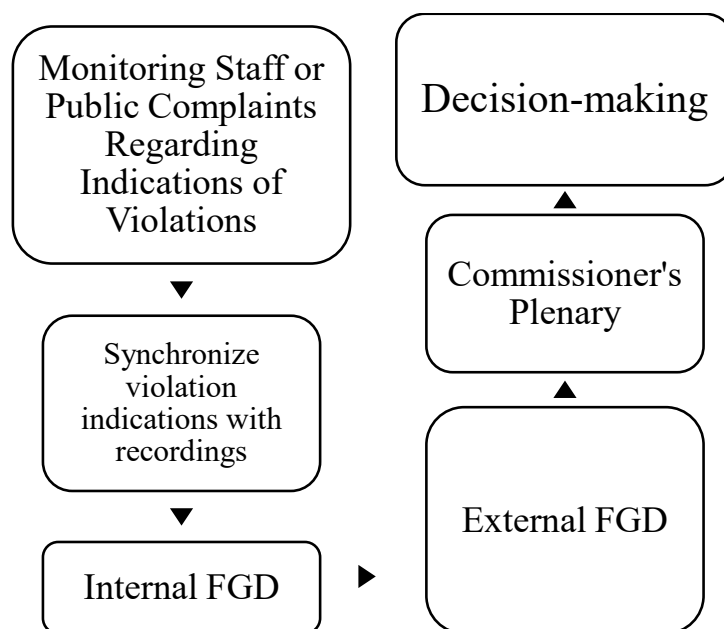 Monitoring Staff or
Public Complaints
Regarding
Indications of
Violations
Synchronize
violation
indications with
recordings
Internal FGD
External FGD
Commissioner's
Plenary
Decision-making